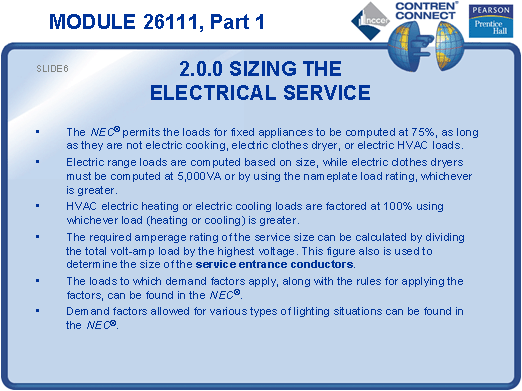 MODULE 26111, Part 1
nccer
CONTREN®
CONNECT
PEARSON
Prentice
Hall
SLIDE 6
2.0.0 SIZING THE
ELECTRICAL SERVICE
• The NEC® permits the loads for fixed appliances to be computed at 75%, as long
as they are not electric cooking, electric clothes dryer, or electric HVAC loads.
• Electric range loads are computed based on size, while electric clothes dryers
must be computed at 5,000VA or by using the nameplate load rating, whichever
is greater.
• HVAC electric heating or electric cooling loads are factored at 100% using
whichever load (heating or cooling) is greater.
• The required amperage rating of the service size can be calculated by dividing
the total volt-amp load by the highest voltage. This figure also is used to
determine the size of the service entrance conductors.
• The loads to which demand factors apply, along with the rules for applying the
factors, can be found in the NEC®.
• Demand factors allowed for various types of lighting situations can be found in
the NEC®.